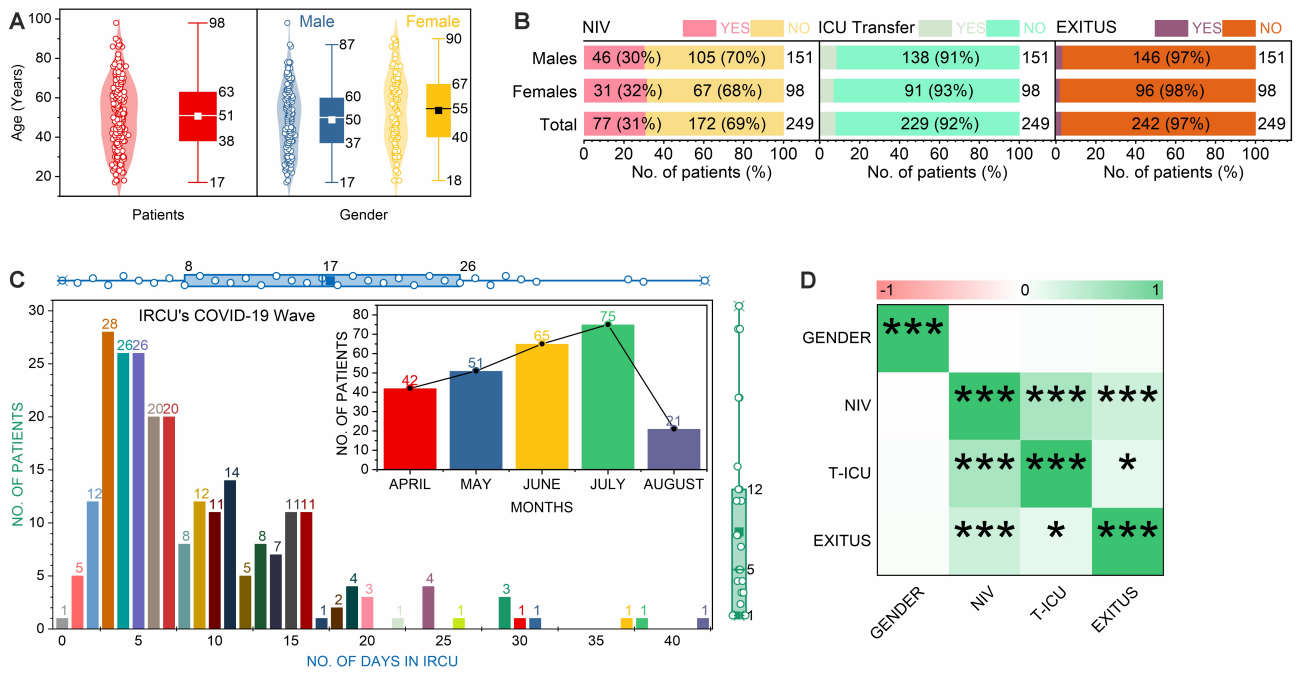 A
Age (Years)
100
80
60
40
20
98
63
51
38
17
Patients
Male
87
60
50
37
17
Female
90
67
55
40
18
Gender
B
NIV YES NO
ICU Transfer YES NO
EXITUS YES NO
Males 46 (30%) 105 (70%) 151 138 (91%) 151 146 (97%) 151
Females 31 (32%) 67 (68%) 98 91 (93%) 98 96 (98%) 98
Total 77 (31%) 172 (69%) 249 229 (92%) 249 242 (97%) 249
0 20 40 60 80 100 0 20 40 60 80 100 0 20 40 60 80 100
No. of patients (%) No. of patients (%) No. of patients (%)
C
8 17 26
IRCU's COVID-19 Wave
NO. OF PATIENTS
30
25
20
15
10
5
0
1 5 12 28 26 26 20 20 8 12 11 14 5 8 7 11 11 1 2 4 3 1 4 1 3 1 1 1 1 1
0 5 10 15 20 25 30 35 40
NO. OF DAYS IN IRCU
NO. OF PATIENTS
80
70
60
50
40
30
20
10
0
42 51 65 75 21
APRIL MAY JUNE JULY AUGUST
MONTHS
12
5
1
D
-1 0 1
GENDER ***
NIV *** *** ***
T-ICU *** *** *
EXITUS *** * ***
GENDER NIV T-ICU EXITUS